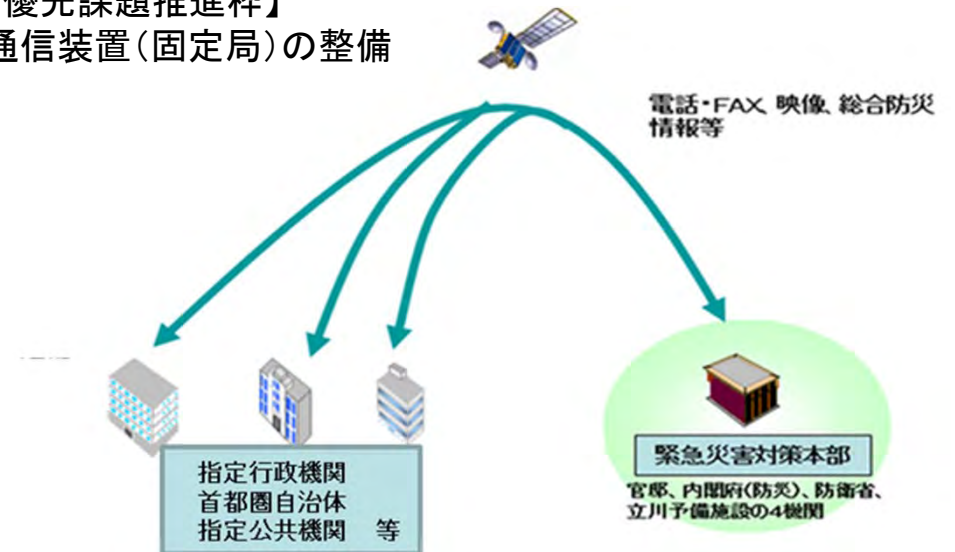 優先課題推進枠】
通信装置（固定局）の整備
電話・FAX、映像、総合防災
情報等
指定行政機関
首都圏自治体
指定公共機関　等
緊急災害対策本部
官邸、内閣府(防災)、防衛省、
立川予備施設の4機関